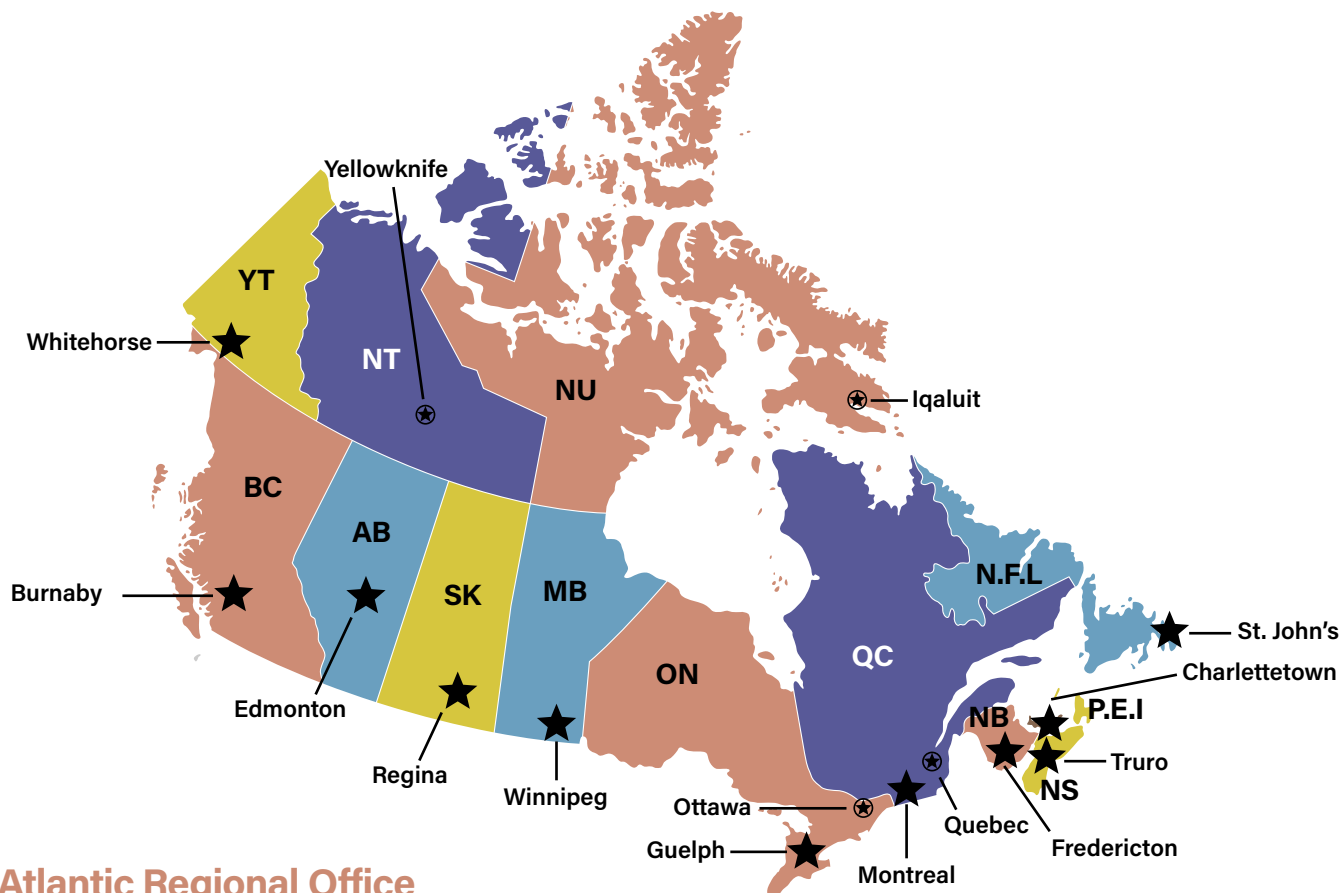 Yellowknife
YT
Whitehorse
NT
NU
Iqaluit
BC
AB
SK
MB
N.F.L
Burnaby
St. John's
QC
ON
Charlettetown
Edmonton
NB
P.E.I
Regina
Truro
Winnipeg
NS
Ottawa
Quebec
Guelph
Fredericton
Montreal
Atlantic Regional Office